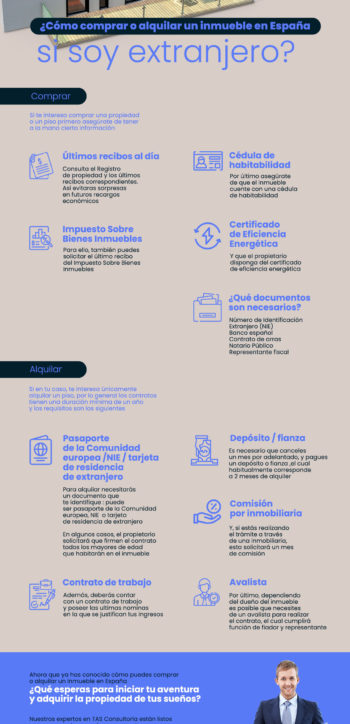 ¿Cómo comprar o alquilar un inmueble en España
si soy extranjero?
Comprar
Si te intereso comprar una propiedad
o un piso primero asegúrate de tener
a la mano cierta información
Últimos recibos al día
Consulta el Registro
de propiedad y los últimos
recibos correspondientes.
Así evitaras sorpresas
en futuros recargos
económicos
Cédula de
habitabilidad
Por último asegúrate
de que el inmueble
cuente con una cédula
de habitabilidad
Impuesto Sobre
Bienes Inmuebles
Para ello, también puedes
solicitar el último recibo
del Impuesto Sobre Bienes
Inmuebles
Certificado
de Eficiencia
Energética
Y que el propietario
disponga del certificado
de eficiencia energética
¿Qué documentos
son necesarios?
Número de Identificación
Extranjero (NIE)
Banco español
Contrato de arras
Notario Público
Representante fiscal
Alquilar
Si en tu caso, te intereso únicamente
alquilar un piso, por lo general los contratos
tienen una duración mínima de un año
y los requisitos son los siguientes
Pasaporte
de la Comunidad
europea /NIE / tarjeta
de residencia
de extranjero
Para alquilar necesitarás
un documento que
te identifique : puede
ser pasaporte de la Comunidad
europea, NIE o tarjeta
de residencia de extranjero
En algunos casos, el propietario
solicitará que firmen el contrato
todos los mayores de edad
que habitarán en el inmueble
Depósito / fianza
Es necesario que canceles
un mes por adelantado, y pagues
un depósito o fianza ,el cual
habitualmente corresponde
a 2 meses de alquiler
Comisión
por inmobiliaria
Y, si estás realizando
el trámite a través
de una inmobiliaria,
esta solicitará un mes
de comisión
Contrato de trabajo
Además, deberás contar
con un contrato de trabajo
y poseer las ultimas nominas
en la que se justifican tus ingresos
Avalista
Por último, dependiendo
del dueño del inmueble
es posible que necesites
de un avalista para realizar
el contrato, el cual cumplirá
función de fiador y representante
Ahora que ya has conocido cómo puedes comprar
o alquilar un inmueble en España
¿Qué esperas para iniciar tu aventura
y adquirir la propiedad de tus sueños?
Nuestros expertos en TAS Consultoría están listos